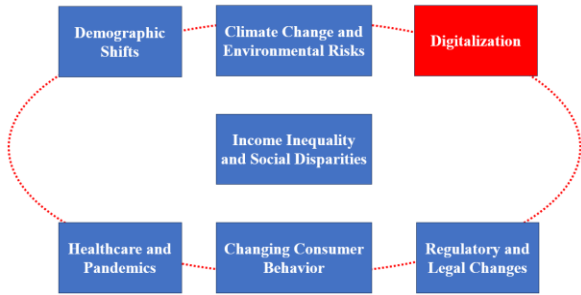 Demographic
Shifts
Climate Change and
Environmental Risks
Digitalization
Income Inequality
and Social Disparities
Healthcare and
Pandemics
Changing Consumer
Behavior
Regulatory and
Legal Changes